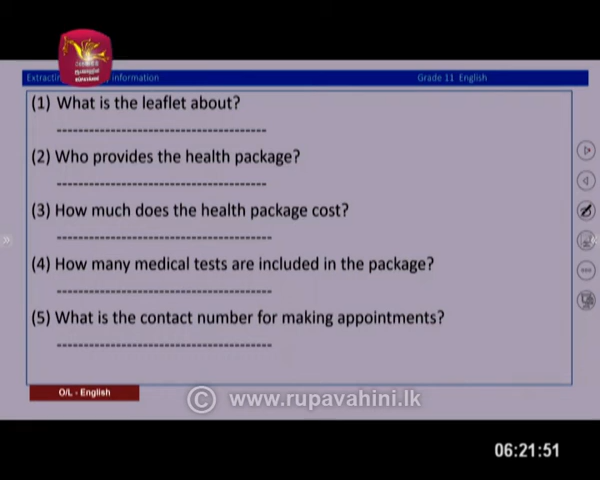 Extracting
information
Grade 11 English
(1) What is the leaflet about?
(2) Who provides the health package?
(3) How much does the health package cost?
(4) How many medical tests are included in the package?
(5) What is the contact number for making appointments?
O/L - English
© www.rupavahini.lk
06:21:51